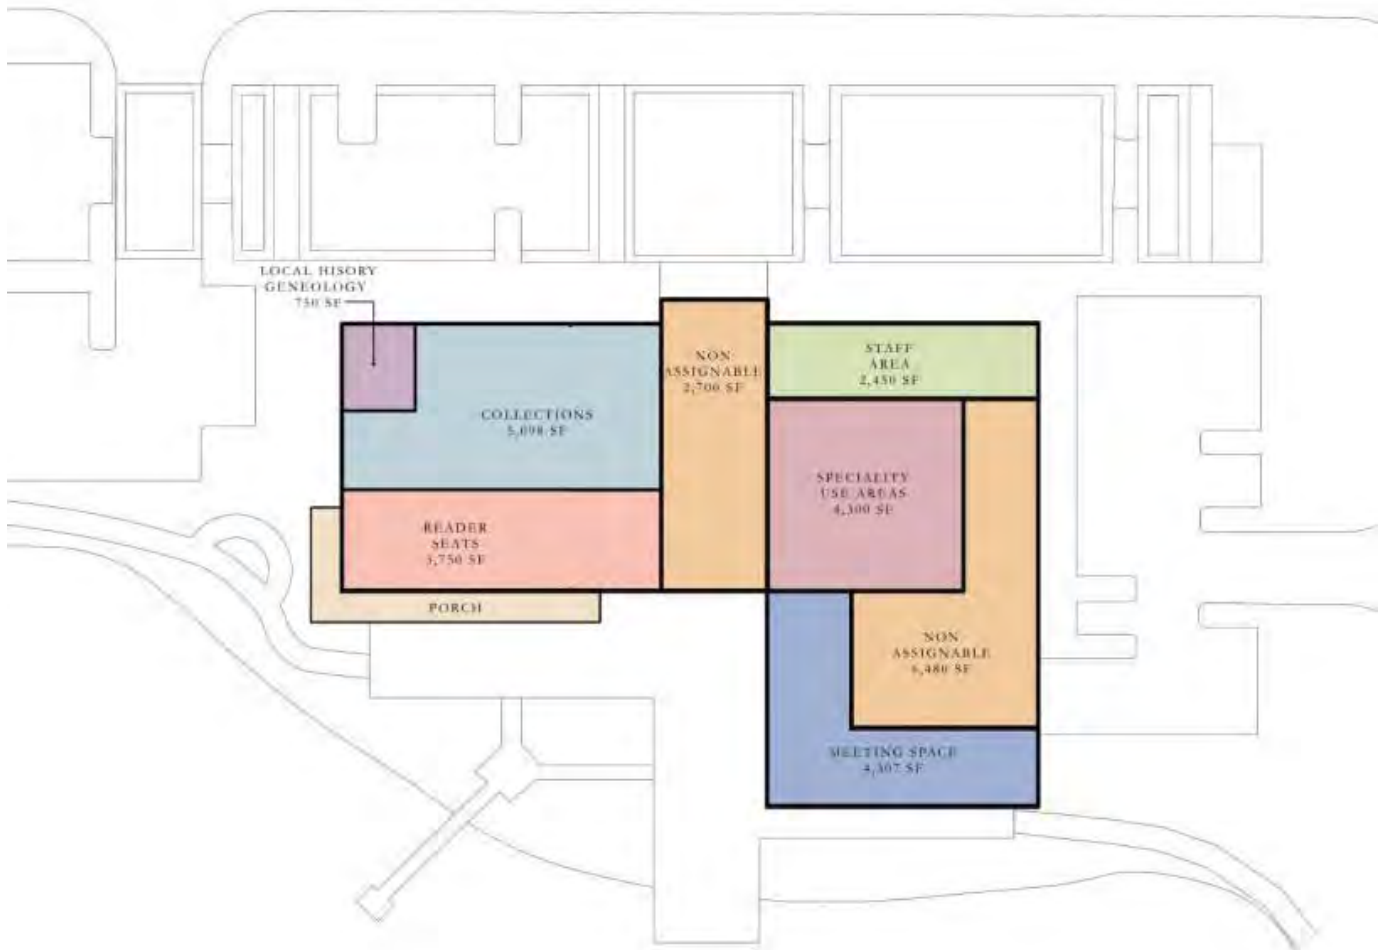 LOCAL HISORY
GENEOLOGY
750 SF
NON
ASSIGNABLE
SF
STAFF
AREA
2,450 SF
COLLECTIONS
5,098 SF
SPECIALITY
USE AREAS
4,300 SF
READER
SEATS
3,750 SF
PORCH
NON
ASSIGNABLE
6,480 SF
MEETING SPACE
4,307 SF